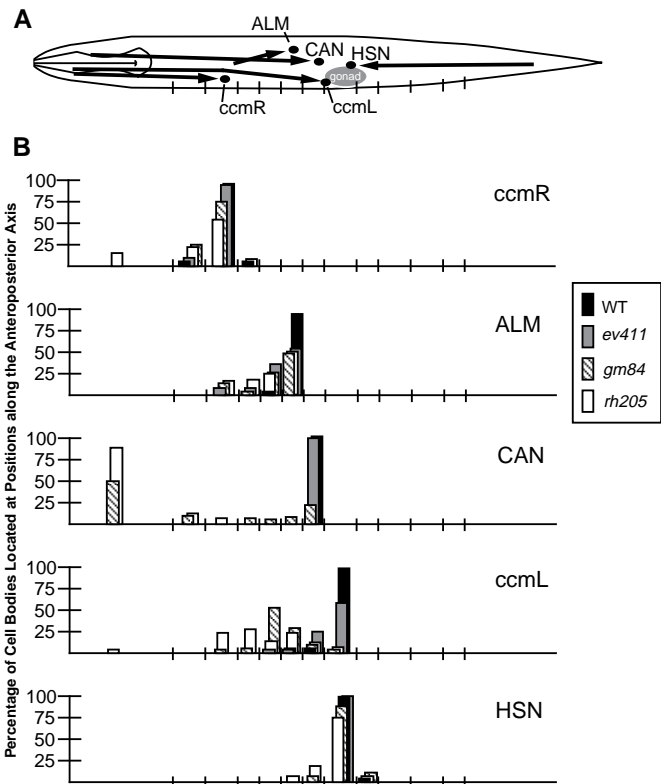 A
ALM
CAN
HSN
gonad
ccmR
ccmL
B
Percentage of Cell Bodies Located at Positions along the Anteroposterior Axis
100
75
50
25
ccmR
100
75
50
25
ALM
100
75
50
25
CAN
100
75
50
25
ccmL
100
75
50
25
HSN
WT
ev411
gm84
rh205